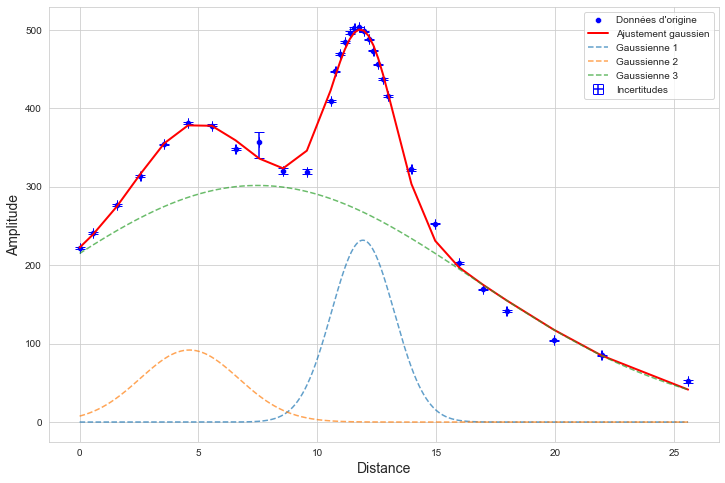 Données d'origine
Ajustement gaussien
Gaussienne 1
Gaussienne 2
Gaussienne 3
Incertitudes
500
400
300
200
100
0
Amplitude
0 5 10 15 20 25
Distance